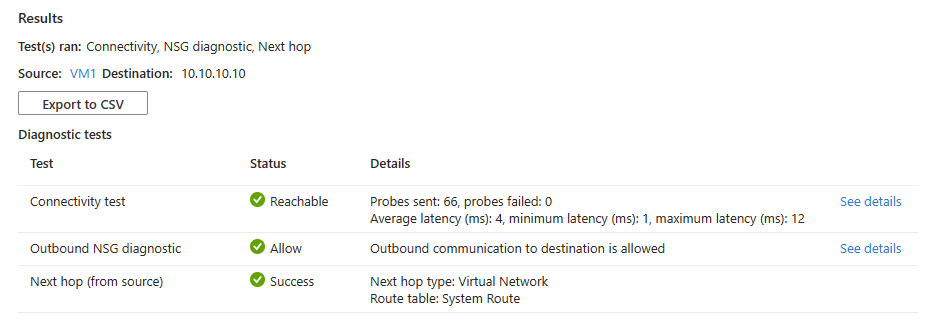 Results
Test(s) ran: Connectivity, NSG diagnostic, Next hop
Source: VM1 Destination: 10.10.10.10
Export to CSV
Diagnostic tests
Test Status Details
Connectivity test Reachable Probes sent: 66, probes failed: 0 See details
Average latency (ms): 4, minimum latency (ms): 1, maximum latency (ms): 12
Outbound NSG diagnostic Allow Outbound communication to destination is allowed See details
Next hop (from source) Success Next hop type: Virtual Network
Route table: System Route